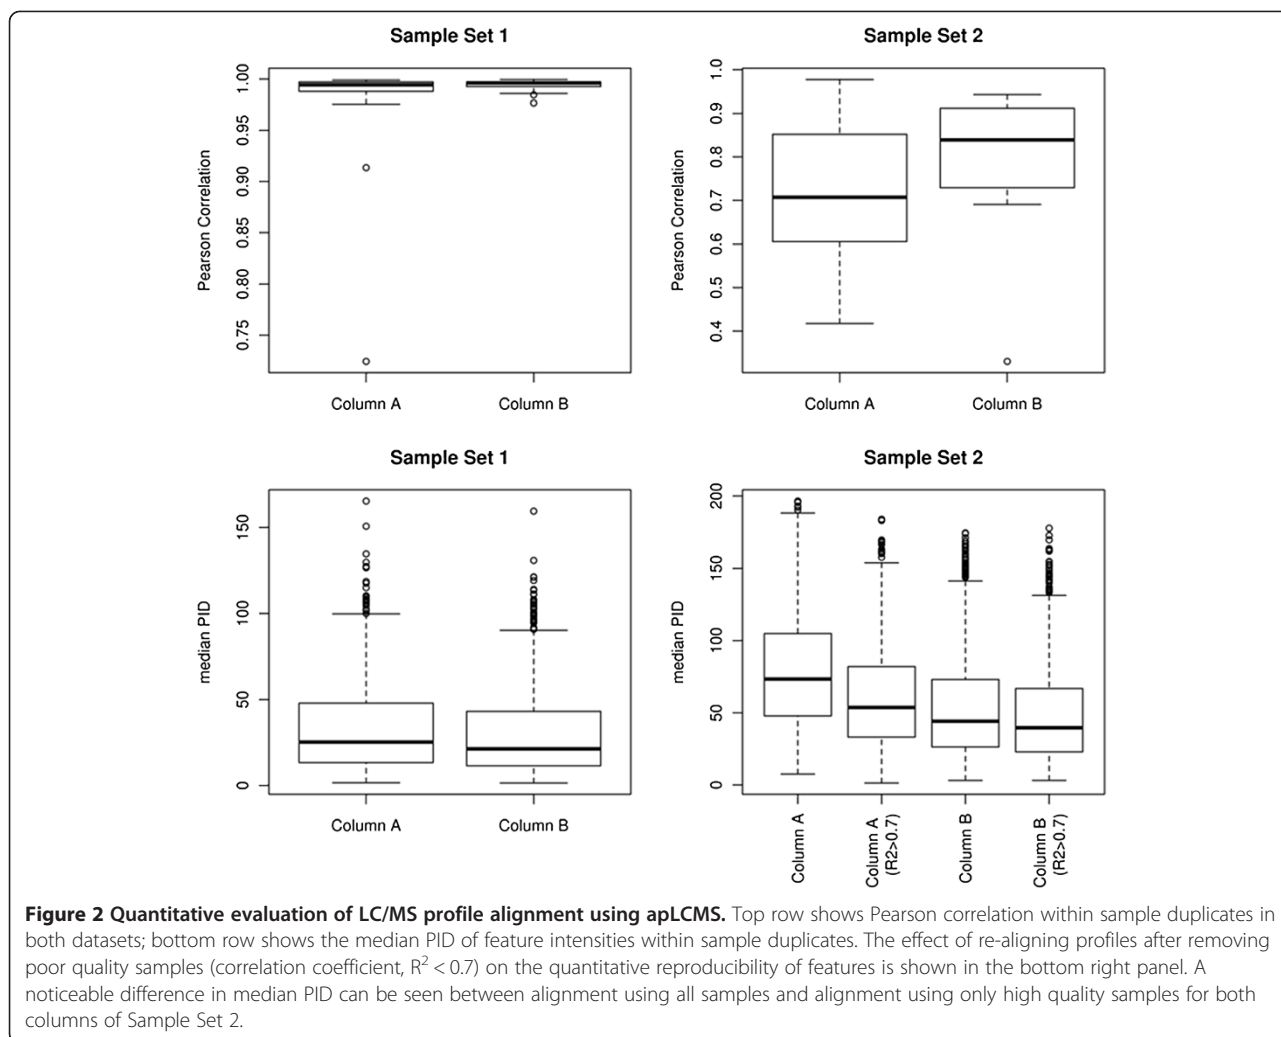 Sample Set 1
Pearson Correlation
1.00
0.95
0.90
0.85
0.80
0.75
Column A
Column B
Sample Set 2
Pearson Correlation
1.0
0.9
0.8
0.7
0.6
0.5
0.4
Column A
Column B
Sample Set 1
median PID
150
100
50
0
Column A
Column B
Sample Set 2
median PID
200
150
100
50
0
Column A
Column A
(R2>0.7)
Column B
Column B
(R2>0.7)
Figure 2 Quantitative evaluation of LC/MS profile alignment using apLCMS. Top row shows Pearson correlation within sample duplicates in
both datasets; bottom row shows the median PID of feature intensities within sample duplicates. The effect of re-aligning profiles after removing
poor quality samples (correlation coefficient, R² < 0.7) on the quantitative reproducibility of features is shown in the bottom right panel. A
noticeable difference in median PID can be seen between alignment using all samples and alignment using only high quality samples for both
columns of Sample Set 2.